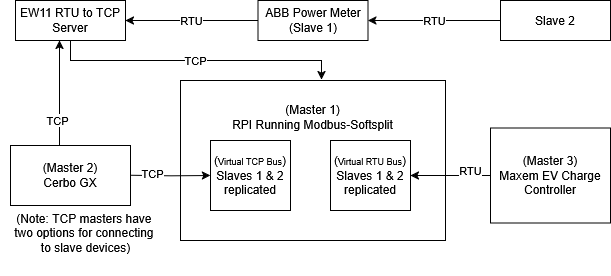 EW11 RTU to TCP
Server
RTU
ABB Power Meter
(Slave 1)
RTU
Slave 2
TCP
TCP
(Master 1)
RPI Running Modbus-Softsplit
(Master 2)
Cerbo GX
TCP
(Virtual TCP Bus)
Slaves 1 & 2
replicated
(Virtual RTU Bus)
Slaves 1 & 2
replicated
RTU
(Master 3)
Maxem EV Charge
Controller
(Note: TCP masters have
two options for connecting
to slave devices)